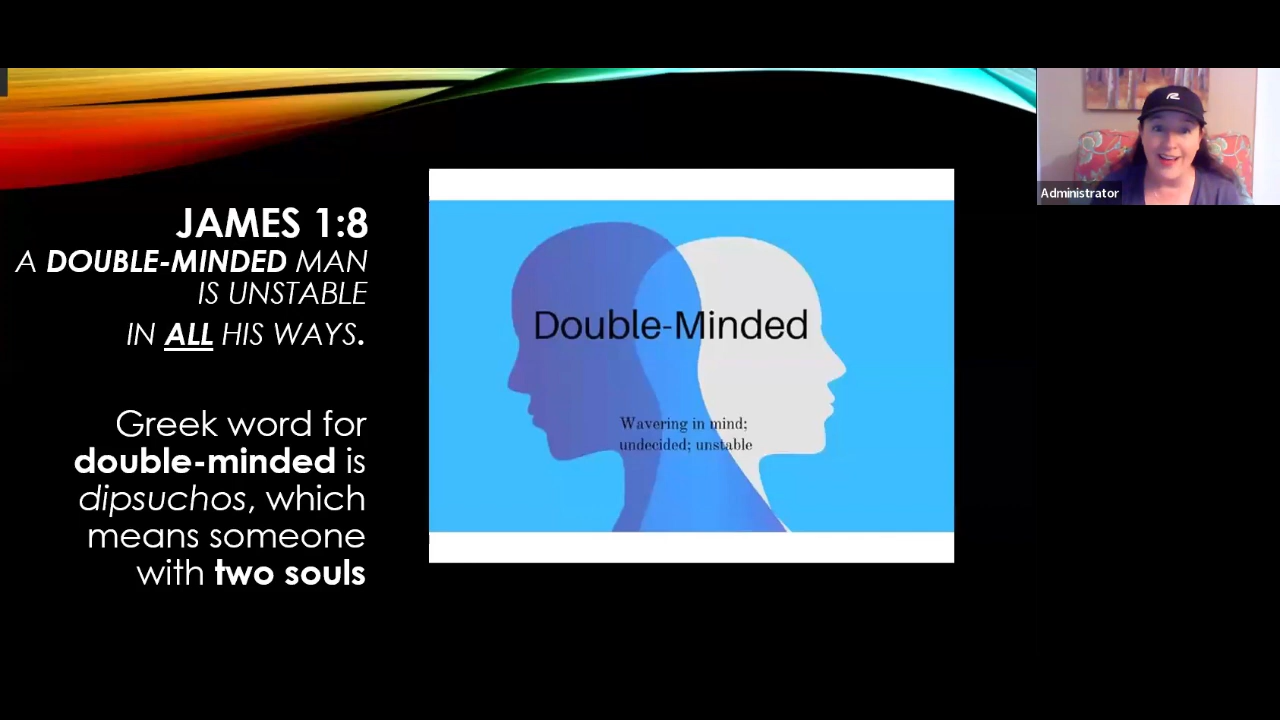 JAMES 1:8
A DOUBLE-MINDED MAN
IS UNSTABLE
IN ALL HIS WAYS.
Greek word for
double-minded is
dipsuchos, which
means someone
with two souls
Double-Minded
Wavering in mind;
undecided; unstable
Administrator